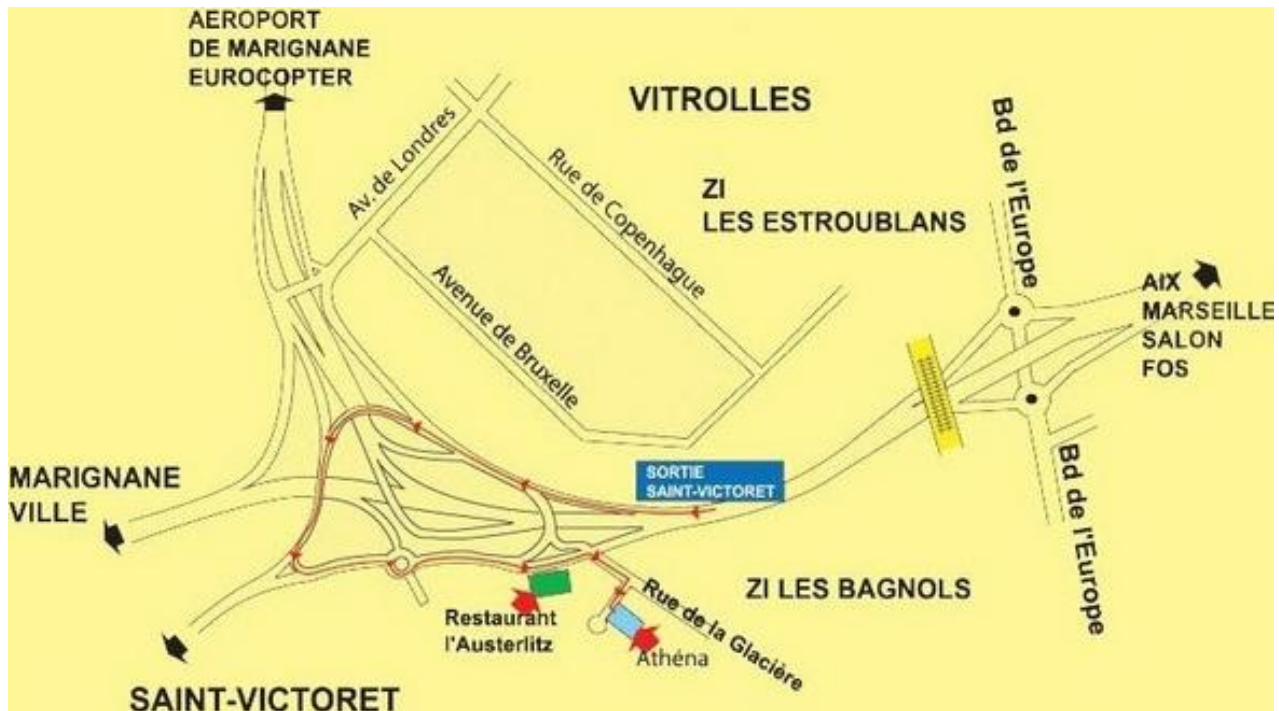 AEROPORT
DE MARIGNANE
EUROCOPTER
VITROLLES
Bd de l'Europe
Av. de Londres
Rue de Copenhague
ZI
LES ESTROUBLANS
Avenue de Bruxelle
AIX
MARSEILLE
SALON
FOS
MARIGNANE
VILLE
SORTIE
SAINT-VICTORET
Bd de l'Europe
ZI LES BAGNOLS
Restaurant
l'Austerlitz
Rue de la Glacière
Athéna
SAINT-VICTORET